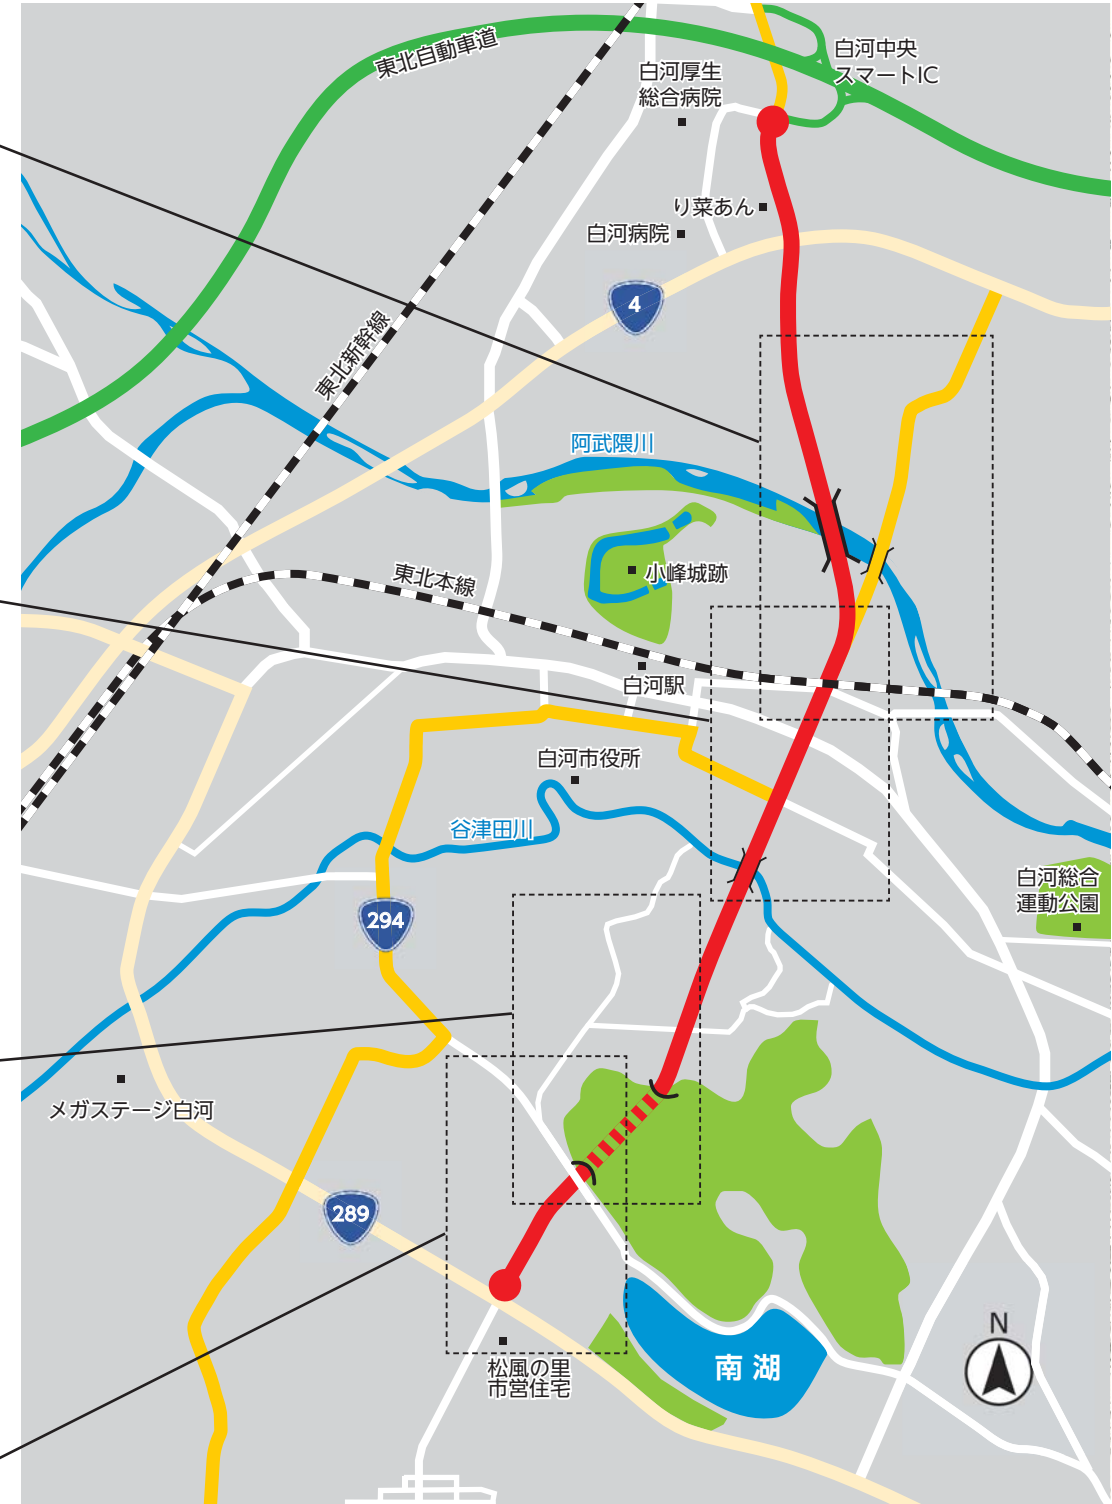 東北自動車道
白河中央
スマートIC
白河厚生
総合病院
り菜あん
白河病院
4
東北新幹線
阿武隈川
東北本線
小峰城跡
白河駅
白河市役所
谷津田川
白河総合
運動公園
294
メガステージ白河
289
N
松風の里
市営住宅
南湖